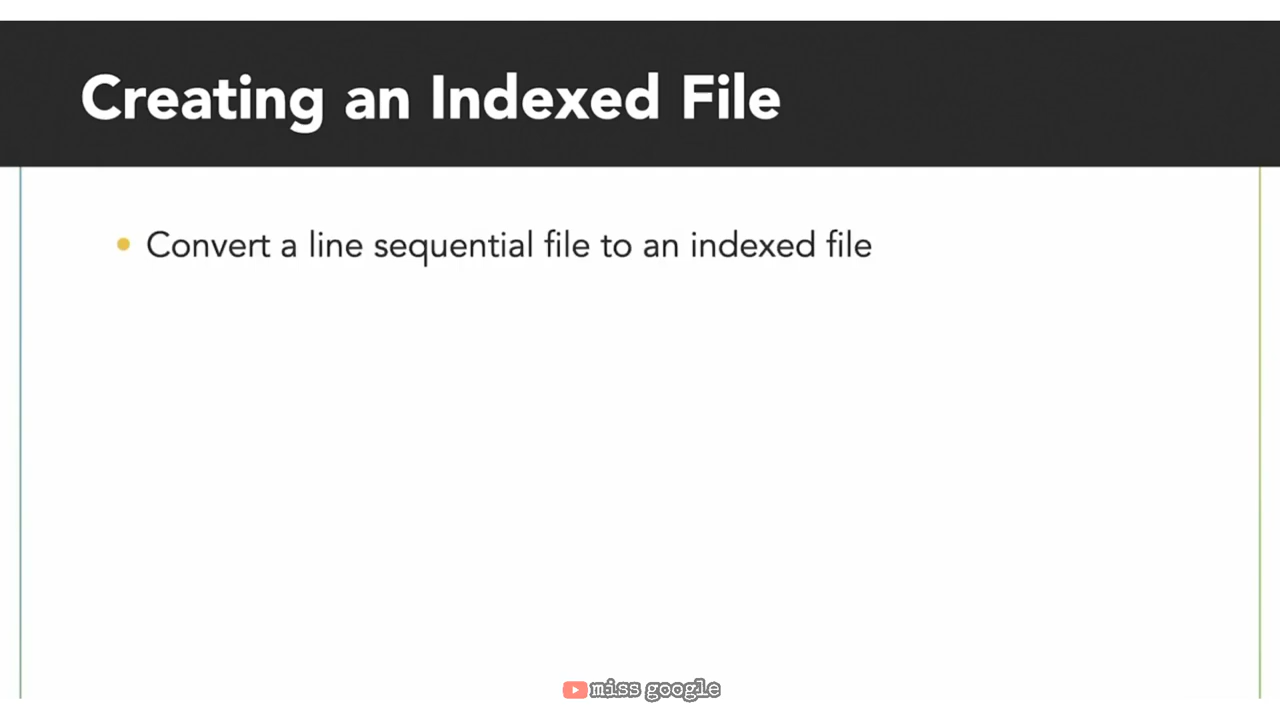 Creating an Indexed File
Convert a line sequential file to an indexed file
miss google